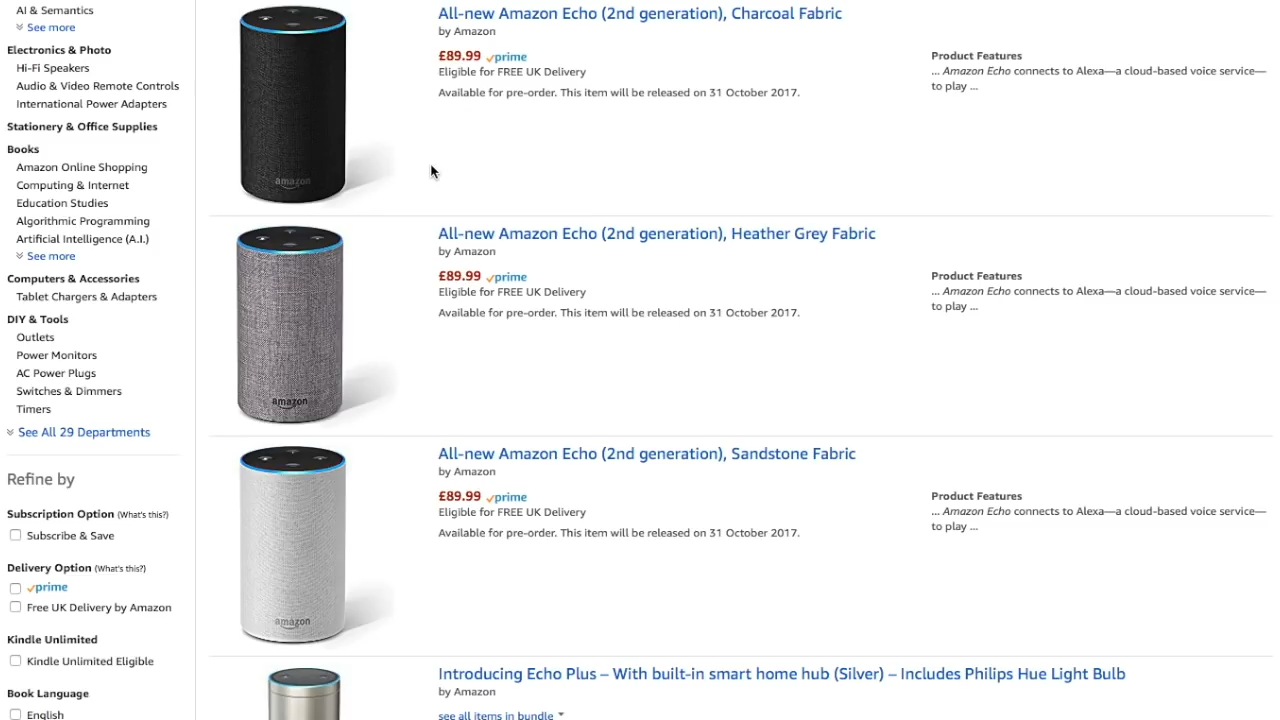 AI & Semantics
See more
Electronics & Photo
Hi-Fi Speakers
Audio & Video Remote Controls
International Power Adapters
Stationery & Office Supplies
Books
Amazon Online Shopping
Computing & Internet
Education Studies
Algorithmic Programming
Artificial Intelligence (A.I.)
See more
Computers & Accessories
Tablet Chargers & Adapters
DIY & Tools
Outlets
Power Monitors
AC Power Plugs
Switches & Dimmers
Timers
See All 29 Departments
Refine by
Subscription Option (What's this?)
Subscribe & Save
Delivery Option (What's this?)
prime
Free UK Delivery by Amazon
Kindle Unlimited
Kindle Unlimited Eligible
Book Language
English
amazon
All-new Amazon Echo (2nd generation), Charcoal Fabric
by Amazon
£89.99 prime
Eligible for FREE UK Delivery
Available for pre-order. This item will be released on 31 October 2017.
Product Features
... Amazon Echo connects to Alexa—a cloud-based voice service—
to play ...
amazon
All-new Amazon Echo (2nd generation), Heather Grey Fabric
by Amazon
£89.99 prime
Eligible for FREE UK Delivery
Available for pre-order. This item will be released on 31 October 2017.
Product Features
... Amazon Echo connects to Alexa—a cloud-based voice service—
to play ...
amazon
All-new Amazon Echo (2nd generation), Sandstone Fabric
by Amazon
£89.99 prime
Eligible for FREE UK Delivery
Available for pre-order. This item will be released on 31 October 2017.
Product Features
... Amazon Echo connects to Alexa—a cloud-based voice service—
to play ...
Introducing Echo Plus – With built-in smart home hub (Silver) – Includes Philips Hue Light Bulb
by Amazon
see all items in bundle